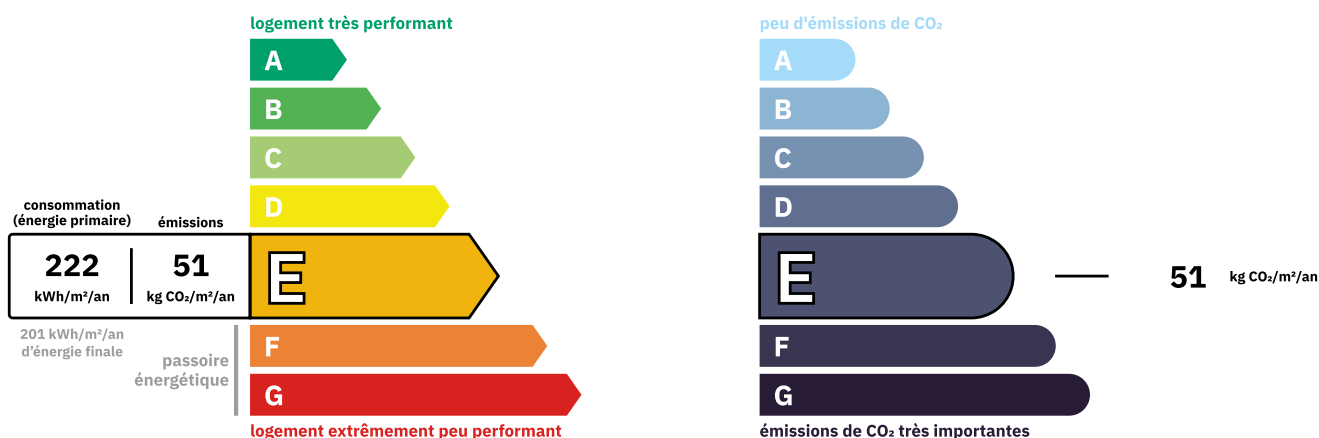 logement très performant
A
B
C
D
consommation
(énergie primaire)
émissions
222
kWh/m²/an
51
kg CO₂/m²/an
E
201 kWh/m²/an
d'énergie finale
passoire
énergétique
F
G
logement extrêmement peu performant
peu d'émissions de CO₂
A
B
C
D
E
51 kg CO₂/m²/an
F
G
émissions de CO₂ très importantes